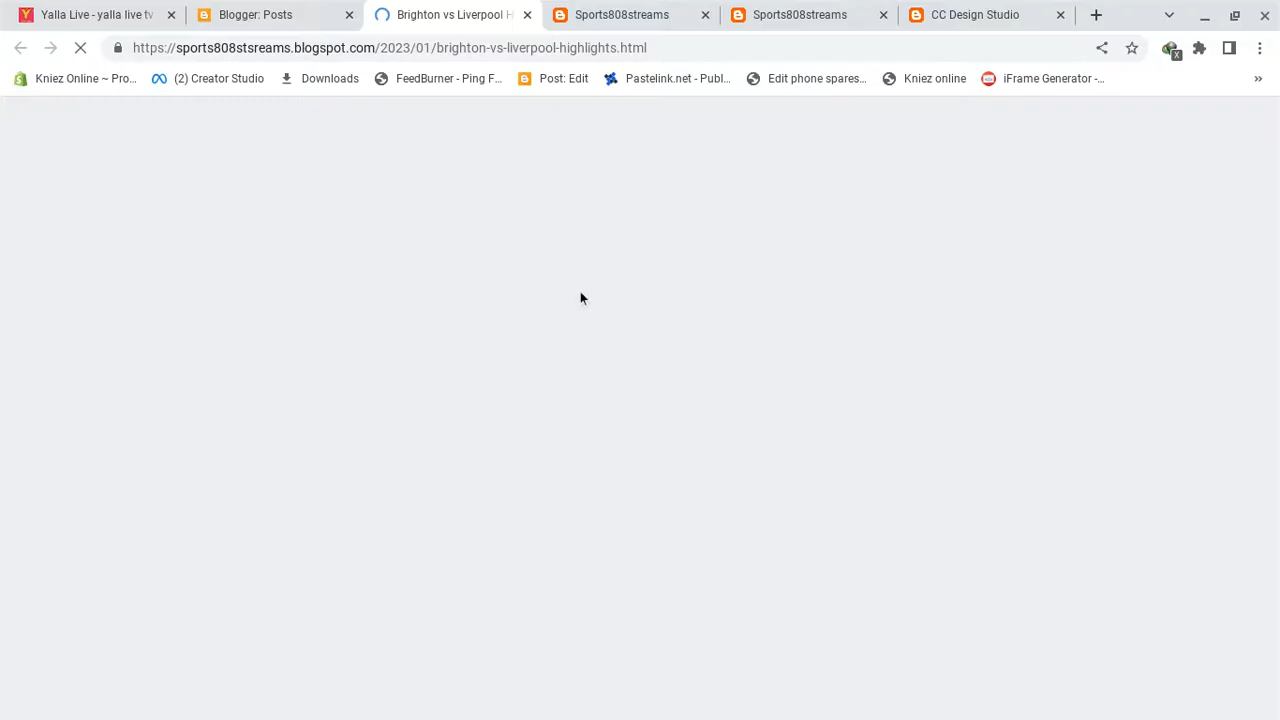 Yalla Live - yalla live tv
Blogger: Posts
Brighton vs Liverpool H
Sports808streams
Sports808streams
CC Design Studio
https://sports808stsreams.blogspot.com/2023/01/brighton-vs-liverpool-highlights.html
X
Kniez Online ~ Pro...
(2) Creator Studio
Downloads
FeedBurner - Ping F...
Post: Edit
Pastelink.net - Publ...
Edit phone spares...
Kniez online
iFrame Generator -...
»